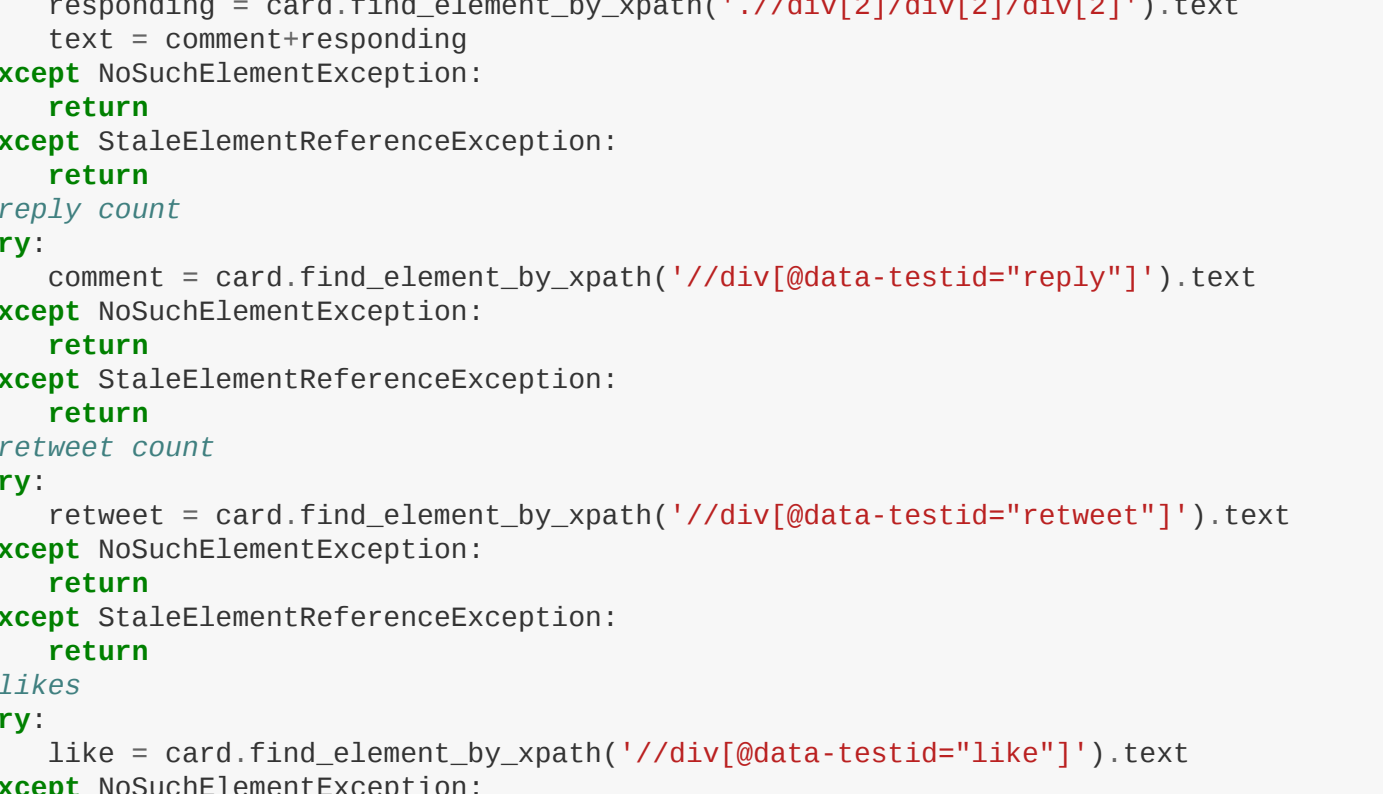 responding = card.find_element_by_xpath('.//div[2]/div[2]/div[2]').text
text = comment+responding
xcept NoSuchElementException:
return
xcept StaleElementReferenceException:
return
reply count
ry:
comment = card.find_element_by_xpath('//div[@data-testid="reply"]').text
xcept NoSuchElementException:
return
xcept StaleElementReferenceException:
return
retweet count
ry:
retweet = card.find_element_by_xpath('//div[@data-testid="retweet"]').text
xcept NoSuchElementException:
return
xcept StaleElementReferenceException:
return
likes
ry:
like = card.find_element_by_xpath('//div[@data-testid="like"]').text
xcept NoSuchElementException: